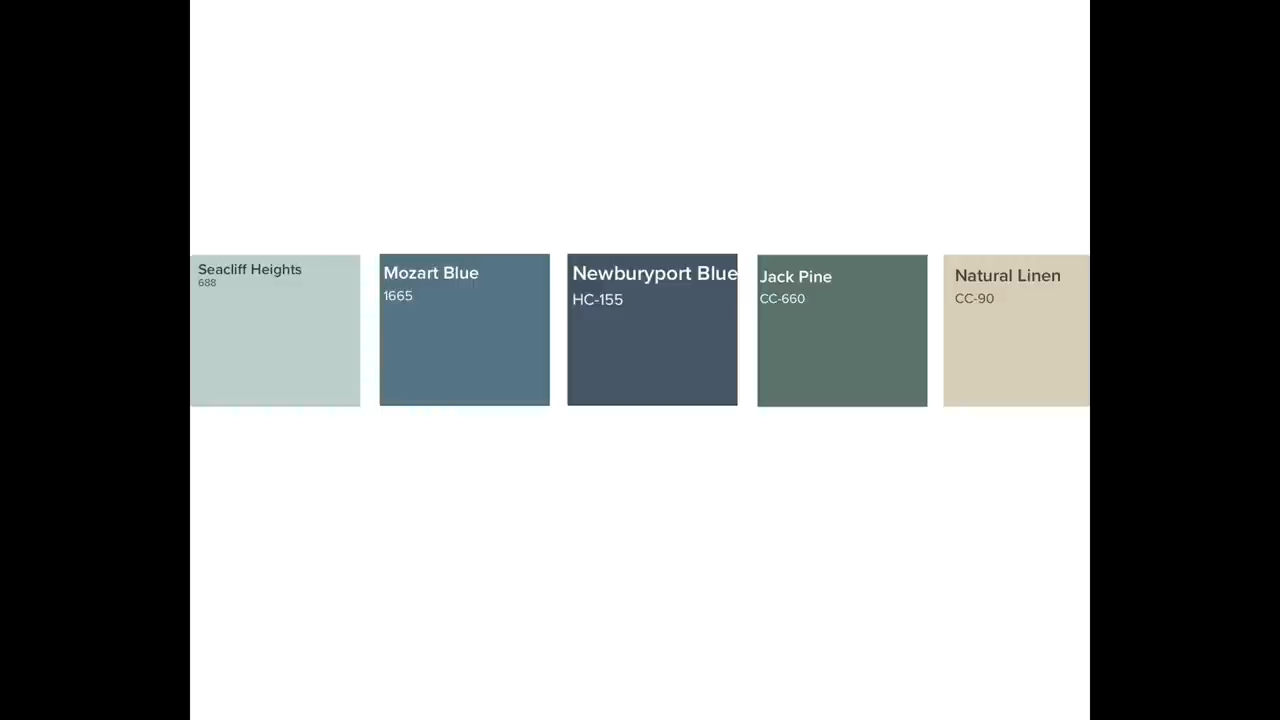 Seacliff Heights
688
Mozart Blue
1665
Newburyport Blue
HC-155
Jack Pine
CC-660
Natural Linen
CC-90